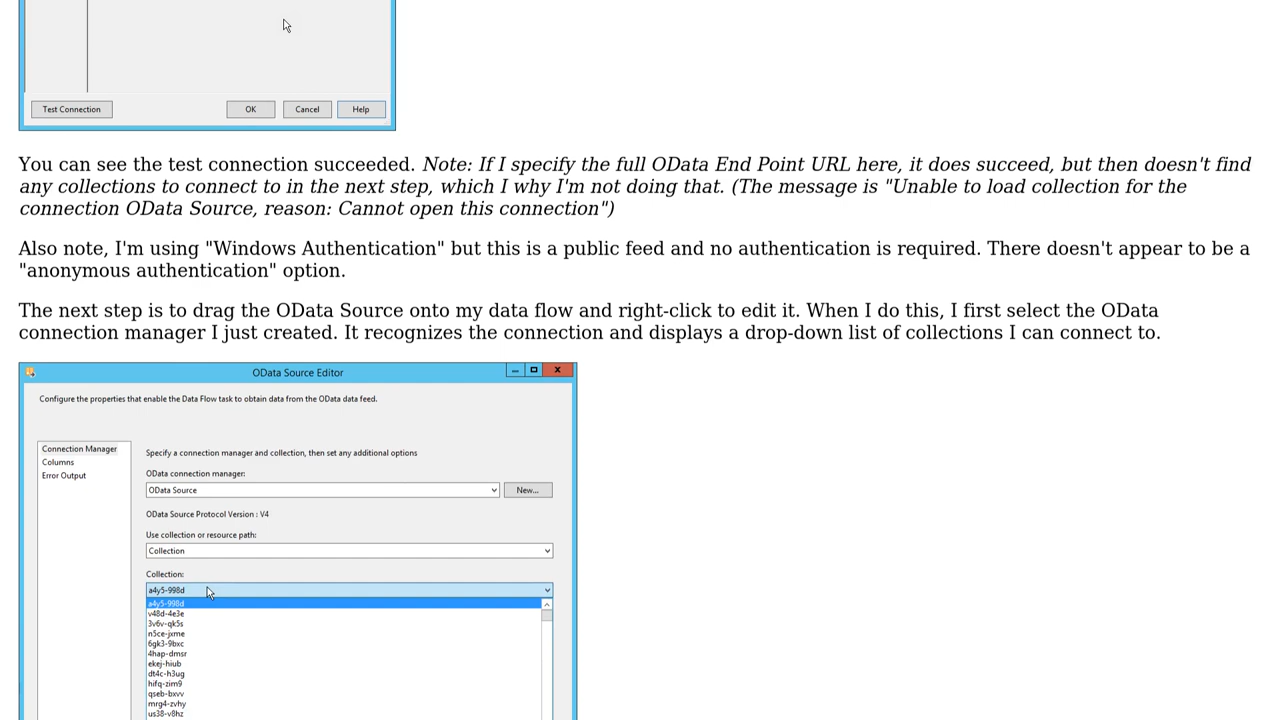 Test Connection
OK
Cancel
Help
You can see the test connection succeeded. Note: If I specify the full OData End Point URL here, it does succeed, but then doesn't find
any collections to connect to in the next step, which I why I'm not doing that. (The message is "Unable to load collection for the
connection OData Source, reason: Cannot open this connection")
Also note, I'm using "Windows Authentication" but this is a public feed and no authentication is required. There doesn't appear to be a
"anonymous authentication" option.
The next step is to drag the OData Source onto my data flow and right-click to edit it. When I do this, I first select the OData
connection manager I just created. It recognizes the connection and displays a drop-down list of collections I can connect to.
OData Source Editor
Configure the properties that enable the Data Flow task to obtain data from the OData data feed.
Connection Manager
Columns
Error Output
Specify a connection manager and collection, then set any additional options
OData connection manager:
OData Source
New...
OData Source Protocol Version : V4
Use collection or resource path:
Collection
Collection:
a4y5-998d
a4y5-998d
v48d-4e3e
3v6v-qk5s
n5ce-jxme
6gk3-9bxc
4hap-dmsr
ekej-hiub
dt4c-h3ug
hifq-zim9
qseb-bxvv
mrg4-zvhy
us38-v8hz